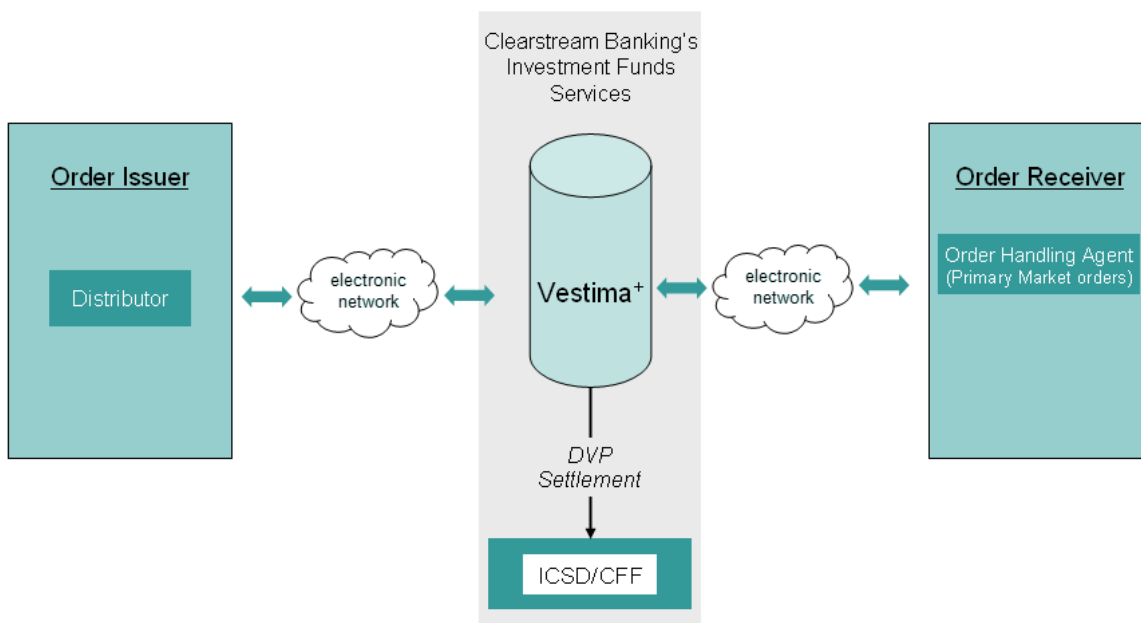 Clearstream Banking's
Investment Funds
Services
Order Issuer
Distributor
electronic
network
Vestima+
electronic
network
Order Receiver
Order Handling Agent
(Primary Market orders)
DVP
Settlement
ICSD/CFF